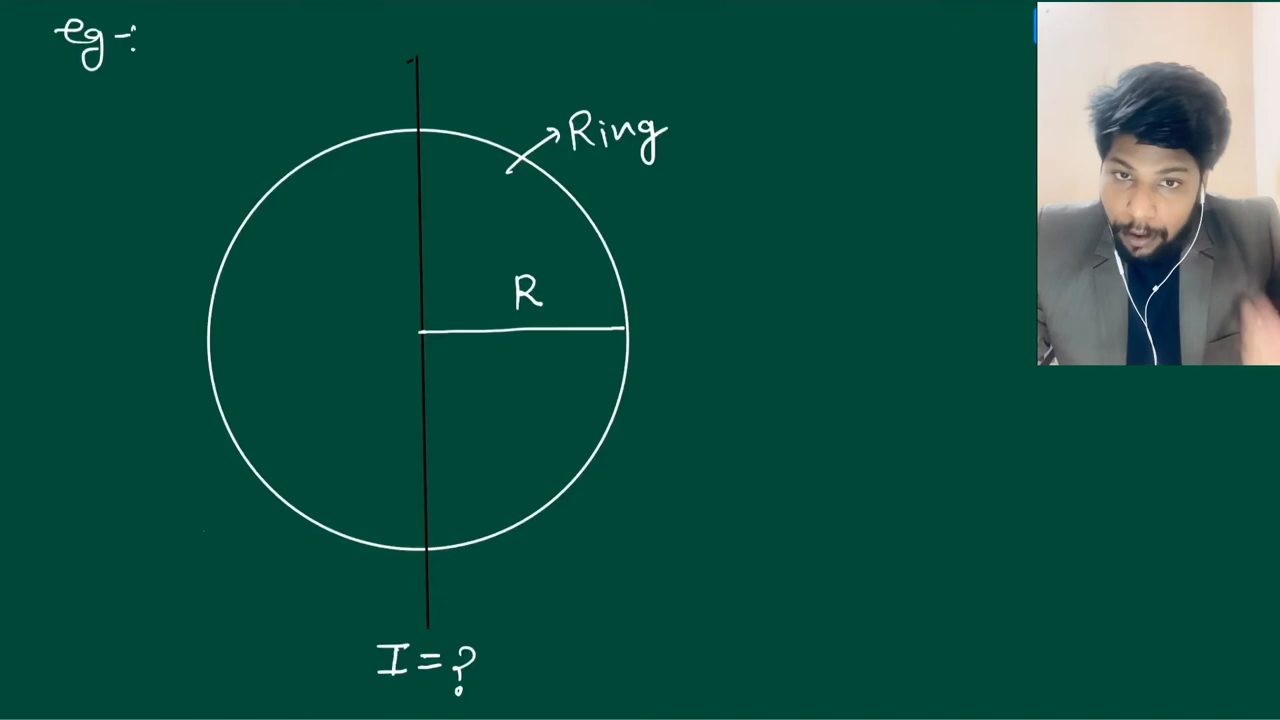 eg -:
Ring
R
I = ?